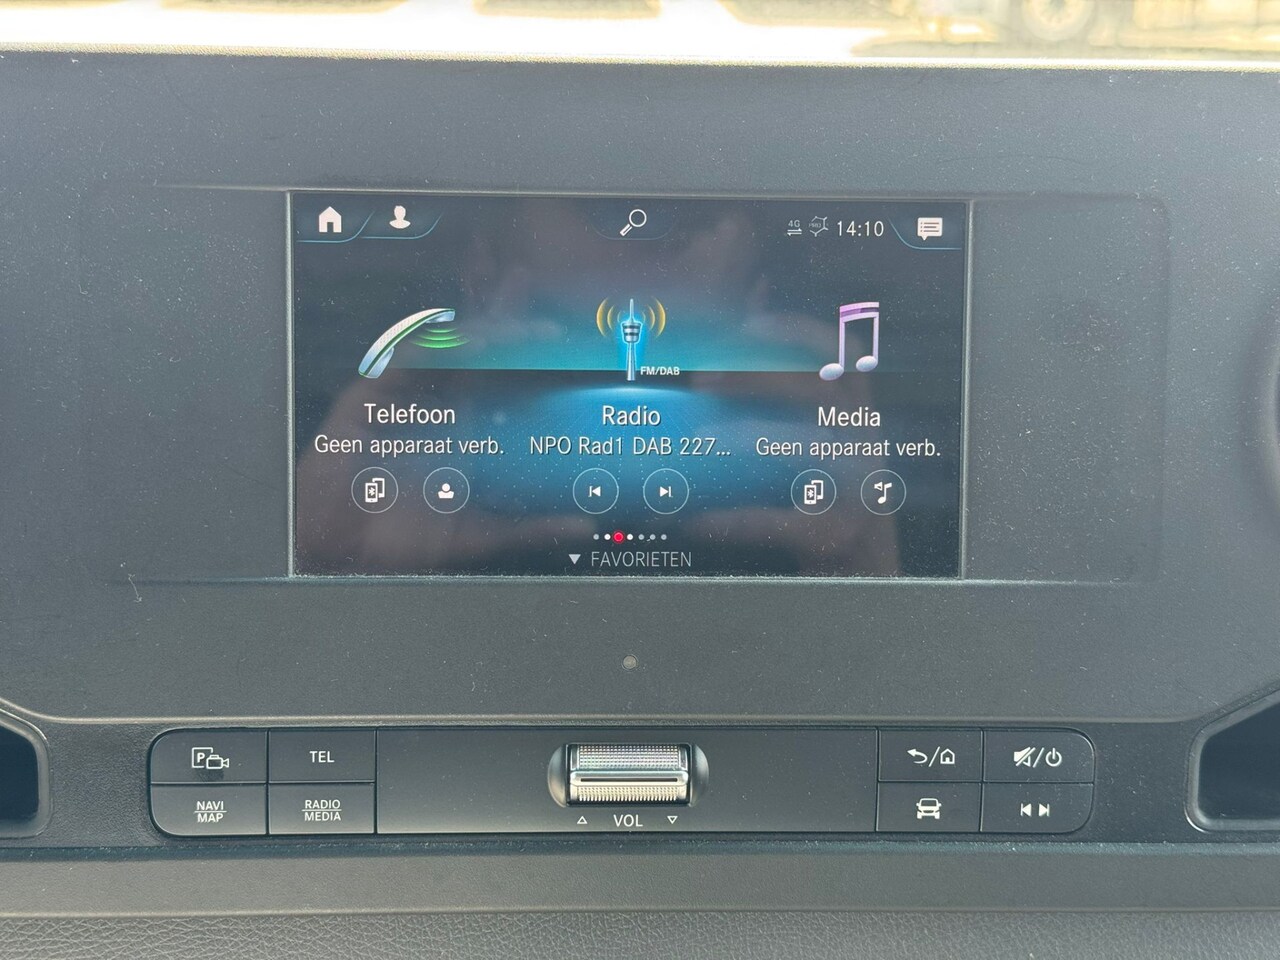 4G
14:10
FM/DAB
Telefoon
Geen apparaat verb.
Radio
NPO Rad1 DAB 227...
Media
Geen apparaat verb.
FAVORIETEN
P
TEL
NAVI
MAP
RADIO
MEDIA
VOL